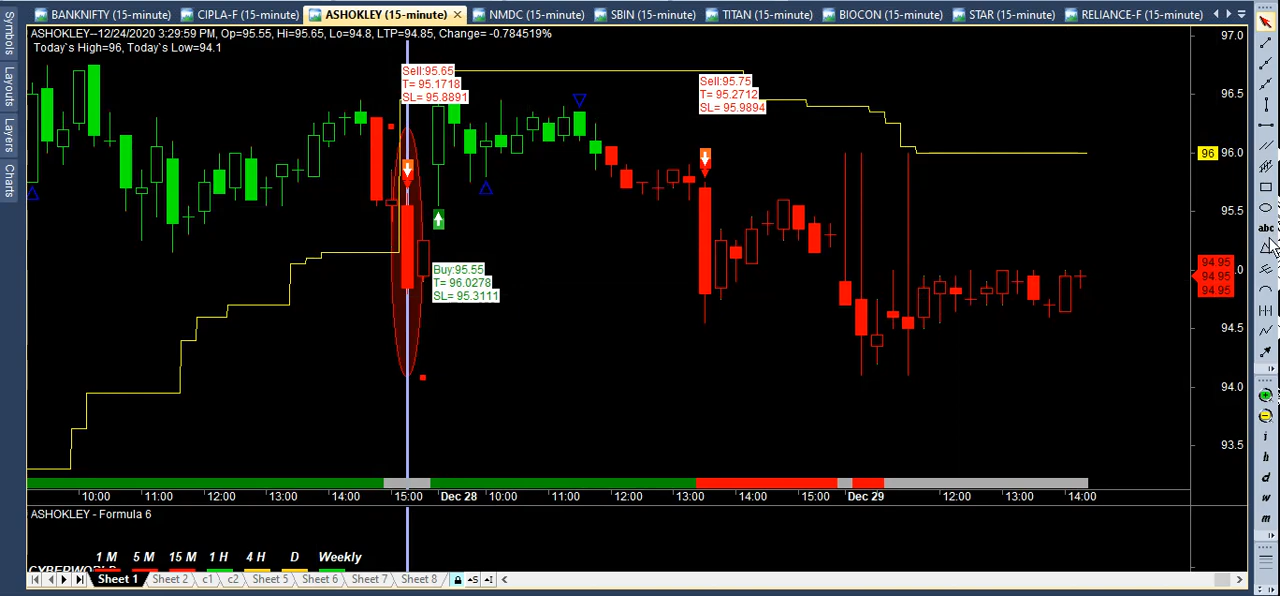 BANKNIFTY (15-minute) CIPLA-F (15-minute) ASHOKLEY (15-minute) NMDC (15-minute) SBIN (15-minute) TITAN (15-minute) BIOCON (15-minute) STAR (15-minute) RELIANCE-F (15-minute)
Symbols
Layouts
Layers
Charts
ASHOKLEY--12/24/2020 3:29:59 PM, Op=95.55, Hi=95.65, Lo=94.8, LTP=94.85, Change= -0.784519%
Today`s High=96, Today`s Low=94.1
Sell:95.65
T= 95.1718
SL= 95.8891
Sell:95.75
T= 95.2712
SL= 95.9894
Buy:95.55
T= 96.0278
SL= 95.3111
97.0
96.5
96
96.0
95.5
94.95
94.95
94.95
94.5
94.0
93.5
abc
i
h
d
w
m
10:00 11:00 12:00 13:00 14:00 15:00 Dec 28 10:00 11:00 12:00 13:00 14:00 15:00 Dec 29 12:00 13:00 14:00
ASHOKLEY - Formula 6
1 M 5 M 15 M 1 H 4 H D Weekly
Sheet 1 Sheet 2 c1 c2 Sheet 5 Sheet 6 Sheet 7 Sheet 8